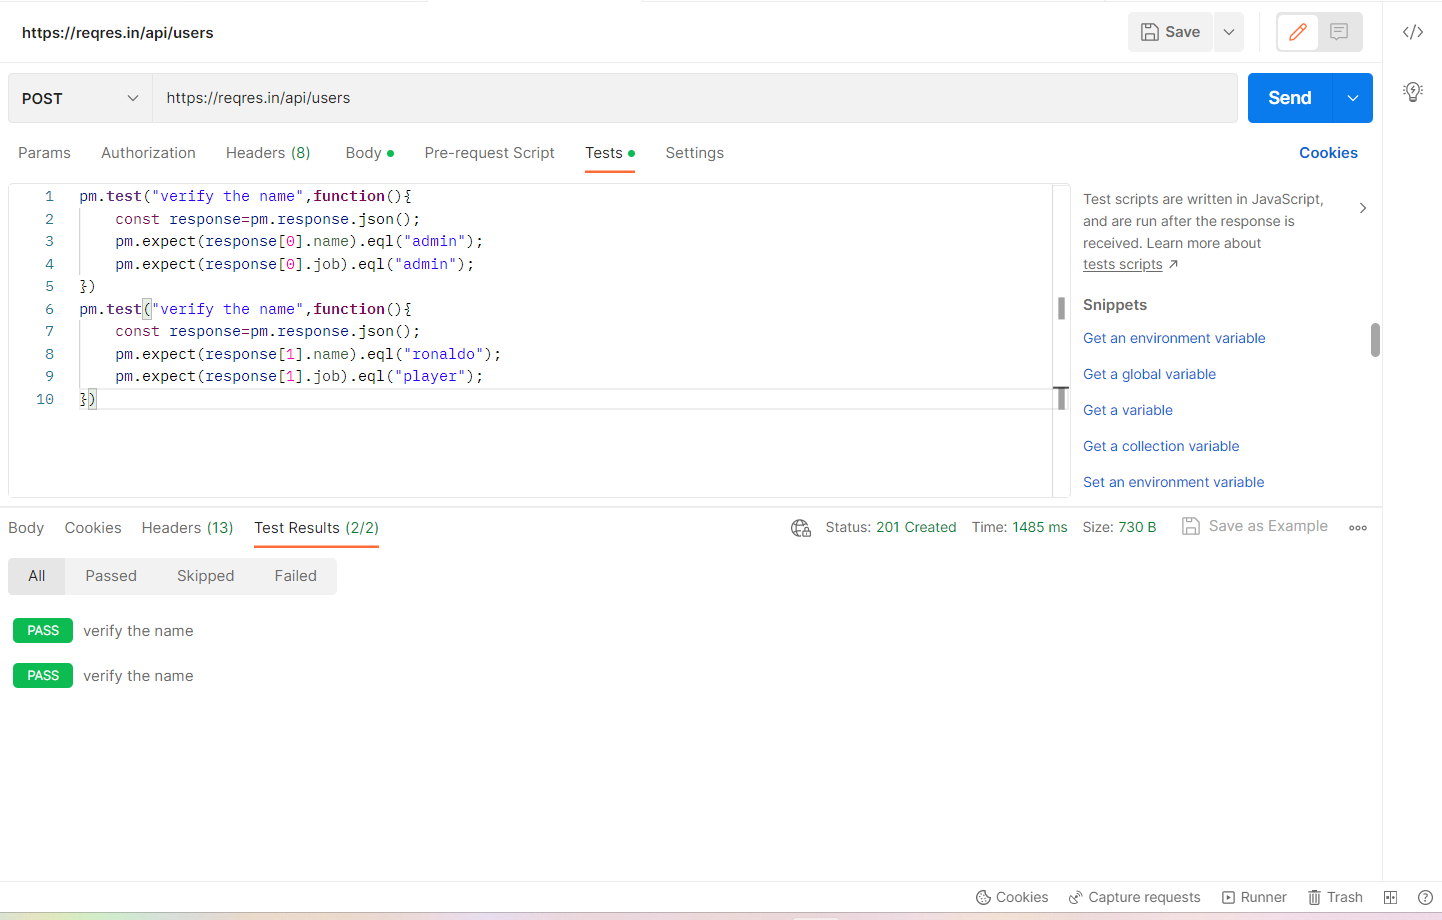 https://reqres.in/api/users
Save
POST
https://reqres.in/api/users
Send
Params Authorization Headers (8) Body Pre-request Script Tests Settings Cookies
1 pm.test("verify the name",function(){
2 const response=pm.response.json();
3 pm.expect(response[0].name).eql("admin");
4 pm.expect(response[0].job).eql("admin");
5 })
6 pm.test("verify the name",function(){
7 const response=pm.response.json();
8 pm.expect(response[1].name).eql("ronaldo");
9 pm.expect(response[1].job).eql("player");
10 })
Test scripts are written in JavaScript,
and are run after the response is
received. Learn more about
tests scripts ↗
Snippets
Get an environment variable
Get a global variable
Get a variable
Get a collection variable
Set an environment variable
Body Cookies Headers (13) Test Results (2/2) Status: 201 Created Time: 1485 ms Size: 730 B Save as Example
All Passed Skipped Failed
PASS verify the name
PASS verify the name
Cookies Capture requests Runner Trash